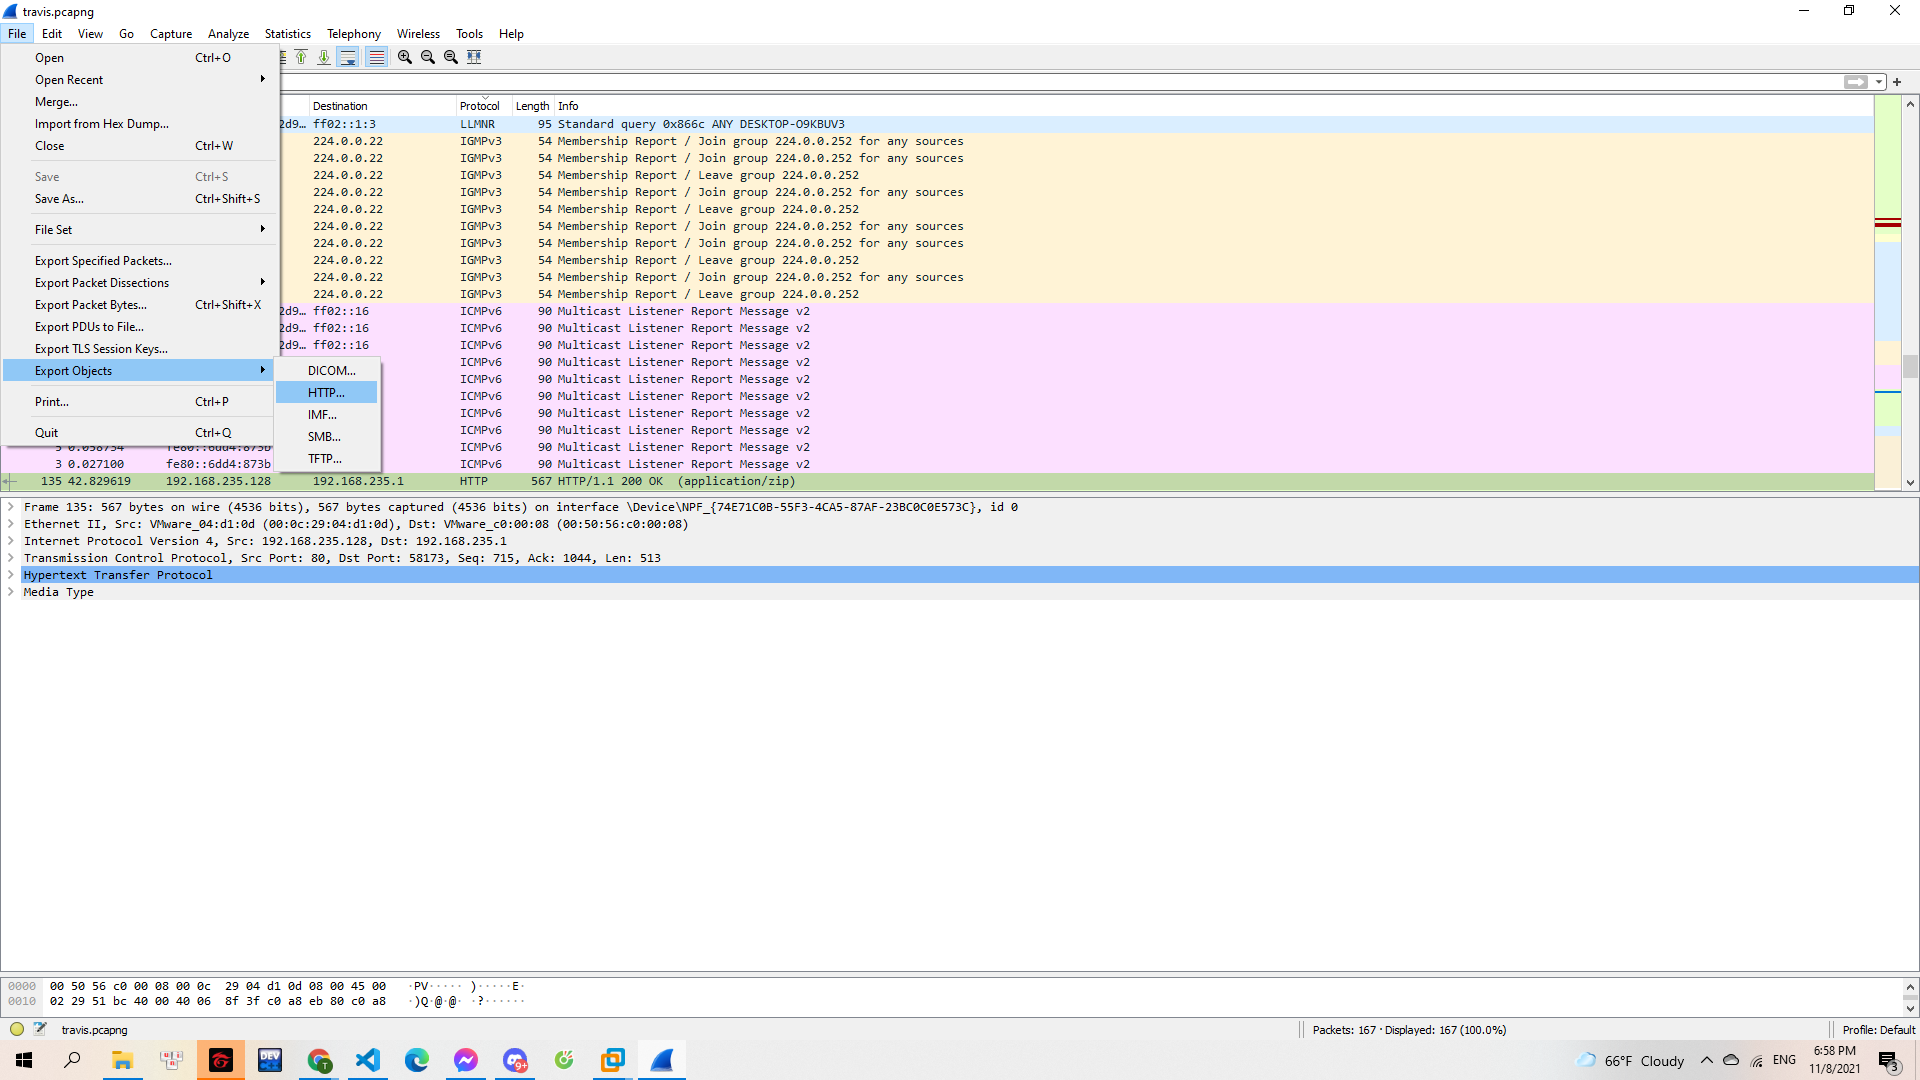 travis.pcapng
File Edit View Go Capture Analyze Statistics Telephony Wireless Tools Help
Open Ctrl+O
Open Recent
Merge...
Import from Hex Dump...
Close Ctrl+W
Save Ctrl+S
Save As... Ctrl+Shift+S
File Set
Export Specified Packets...
Export Packet Dissections
Export Packet Bytes... Ctrl+Shift+X
Export PDUs to File...
Export TLS Session Keys...
Export Objects
Print... Ctrl+P
Quit Ctrl+Q
DICOM...
HTTP...
IMF...
SMB...
TFTP...
Destination Protocol Length Info
2d9… ff02::1:3 LLMNR 95 Standard query 0x866c ANY DESKTOP-O9KBUV3
224.0.0.22 IGMPv3 54 Membership Report / Join group 224.0.0.252 for any sources
224.0.0.22 IGMPv3 54 Membership Report / Join group 224.0.0.252 for any sources
224.0.0.22 IGMPv3 54 Membership Report / Leave group 224.0.0.252
224.0.0.22 IGMPv3 54 Membership Report / Join group 224.0.0.252 for any sources
224.0.0.22 IGMPv3 54 Membership Report / Leave group 224.0.0.252
224.0.0.22 IGMPv3 54 Membership Report / Join group 224.0.0.252 for any sources
224.0.0.22 IGMPv3 54 Membership Report / Join group 224.0.0.252 for any sources
224.0.0.22 IGMPv3 54 Membership Report / Leave group 224.0.0.252
224.0.0.22 IGMPv3 54 Membership Report / Join group 224.0.0.252 for any sources
224.0.0.22 IGMPv3 54 Membership Report / Leave group 224.0.0.252
2d9… ff02::16 ICMPv6 90 Multicast Listener Report Message v2
2d9… ff02::16 ICMPv6 90 Multicast Listener Report Message v2
2d9… ff02::16 ICMPv6 90 Multicast Listener Report Message v2
ICMPv6 90 Multicast Listener Report Message v2
ICMPv6 90 Multicast Listener Report Message v2
ICMPv6 90 Multicast Listener Report Message v2
ICMPv6 90 Multicast Listener Report Message v2
ICMPv6 90 Multicast Listener Report Message v2
5 0.058734 fe80::6dd4:873b ICMPv6 90 Multicast Listener Report Message v2
3 0.027100 fe80::6dd4:873b ICMPv6 90 Multicast Listener Report Message v2
135 42.829619 192.168.235.128 192.168.235.1 HTTP 567 HTTP/1.1 200 OK (application/zip)
Frame 135: 567 bytes on wire (4536 bits), 567 bytes captured (4536 bits) on interface \Device\NPF_{74E71C0B-55F3-4CA5-87AF-23BC0C0E573C}, id 0
Ethernet II, Src: VMware_04:d1:0d (00:0c:29:04:d1:0d), Dst: VMware_c0:00:08 (00:50:56:c0:00:08)
Internet Protocol Version 4, Src: 192.168.235.128, Dst: 192.168.235.1
Transmission Control Protocol, Src Port: 80, Dst Port: 58173, Seq: 715, Ack: 1044, Len: 513
Hypertext Transfer Protocol
Media Type
0000 00 50 56 c0 00 08 00 0c 29 04 d1 0d 08 00 45 00 ·PV····· )·····E·
0010 02 29 51 bc 40 00 40 06 8f 3f c0 a8 eb 80 c0 a8 ·)Q·@·@· ·?······
travis.pcapng
Packets: 167 · Displayed: 167 (100.0%)
Profile: Default
DEV
T
9+
66°F Cloudy
ENG
6:58 PM
11/8/2021
3